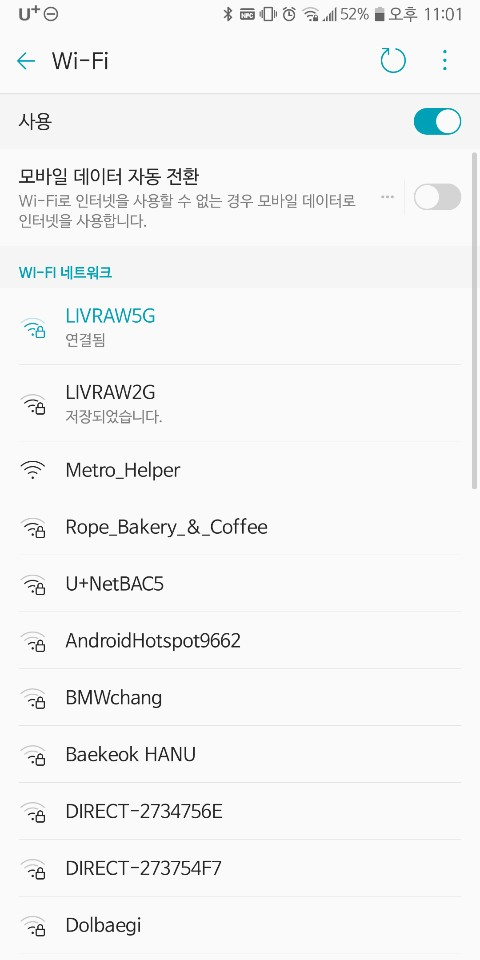 U+ 52% 오후 11:01
Wi-Fi
사용
모바일 데이터 자동 전환
Wi-Fi로 인터넷을 사용할 수 없는 경우 모바일 데이터로
인터넷을 사용합니다.
WI-FI 네트워크
LIVRAW5G
연결됨
LIVRAW2G
저장되었습니다.
Metro_Helper
Rope_Bakery_&_Coffee
U+NetBAC5
AndroidHotspot9662
BMWchang
Baekeok HANU
DIRECT-2734756E
DIRECT-273754F7
Dolbaegi